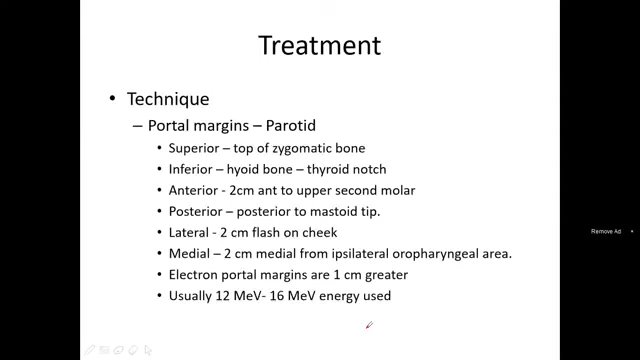 Treatment
• Technique
– Portal margins – Parotid
• Superior – top of zygomatic bone
• Inferior – hyoid bone – thyroid notch
• Anterior - 2cm ant to upper second molar
• Posterior – posterior to mastoid tip.
• Lateral - 2 cm flash on cheek
• Medial – 2 cm medial from ipsilateral oropharyngeal area.
• Electron portal margins are 1 cm greater
• Usually 12 MeV- 16 MeV energy used
Remove Ad